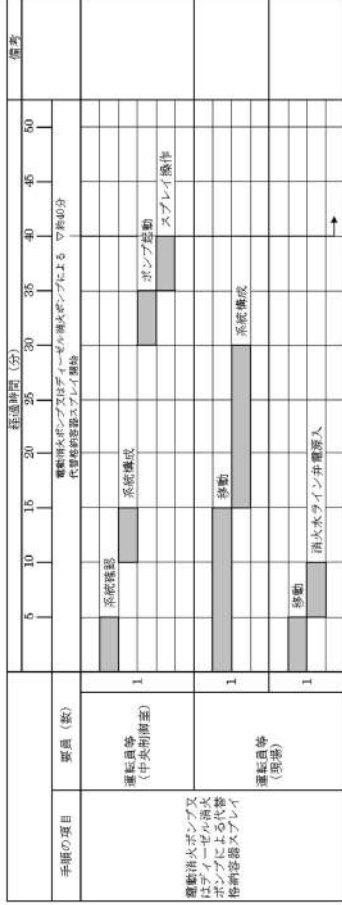 手順の項目
要員（数）
経過時間（分）
備考
5
10
15
20
25
30
35
40
45
50
電動消火ポンプ又はディーゼル消火ポンプによる
代替格納容器スプレイ開始
▽約40分
電動消火ポンプ又
はディーゼル消火
ポンプによる代替
格納容器スプレイ
運転員等
（中央制御室）
1
系統確認
系統構成
ポンプ起動
スプレイ操作
運転員等
（現場）
1
移動
系統構成
1
移動
消火水ライン弁電源入